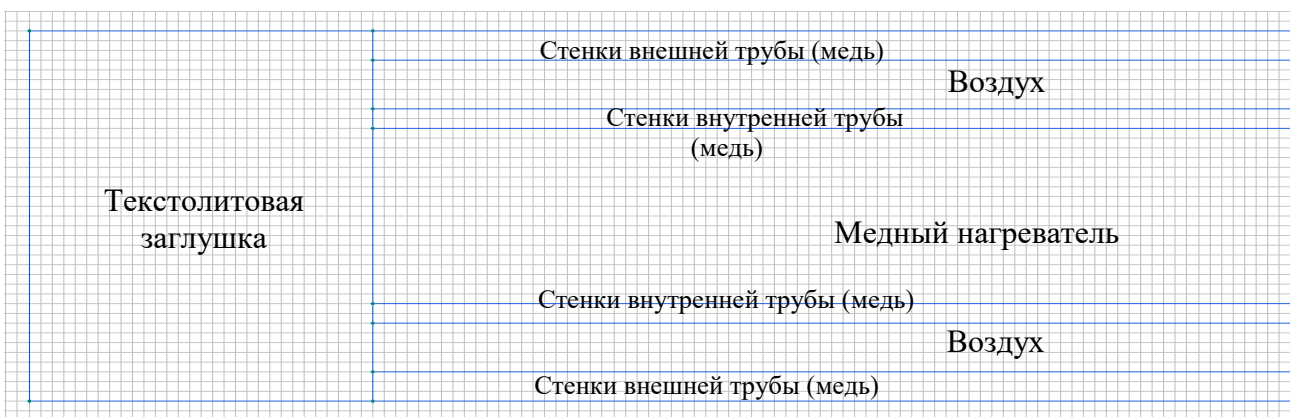 Стенки внешней трубы (медь)
Воздух
Стенки внутренней трубы
(медь)
Текстолитовая
заглушка
Медный нагреватель
Стенки внутренней трубы (медь)
Воздух
Стенки внешней трубы (медь)